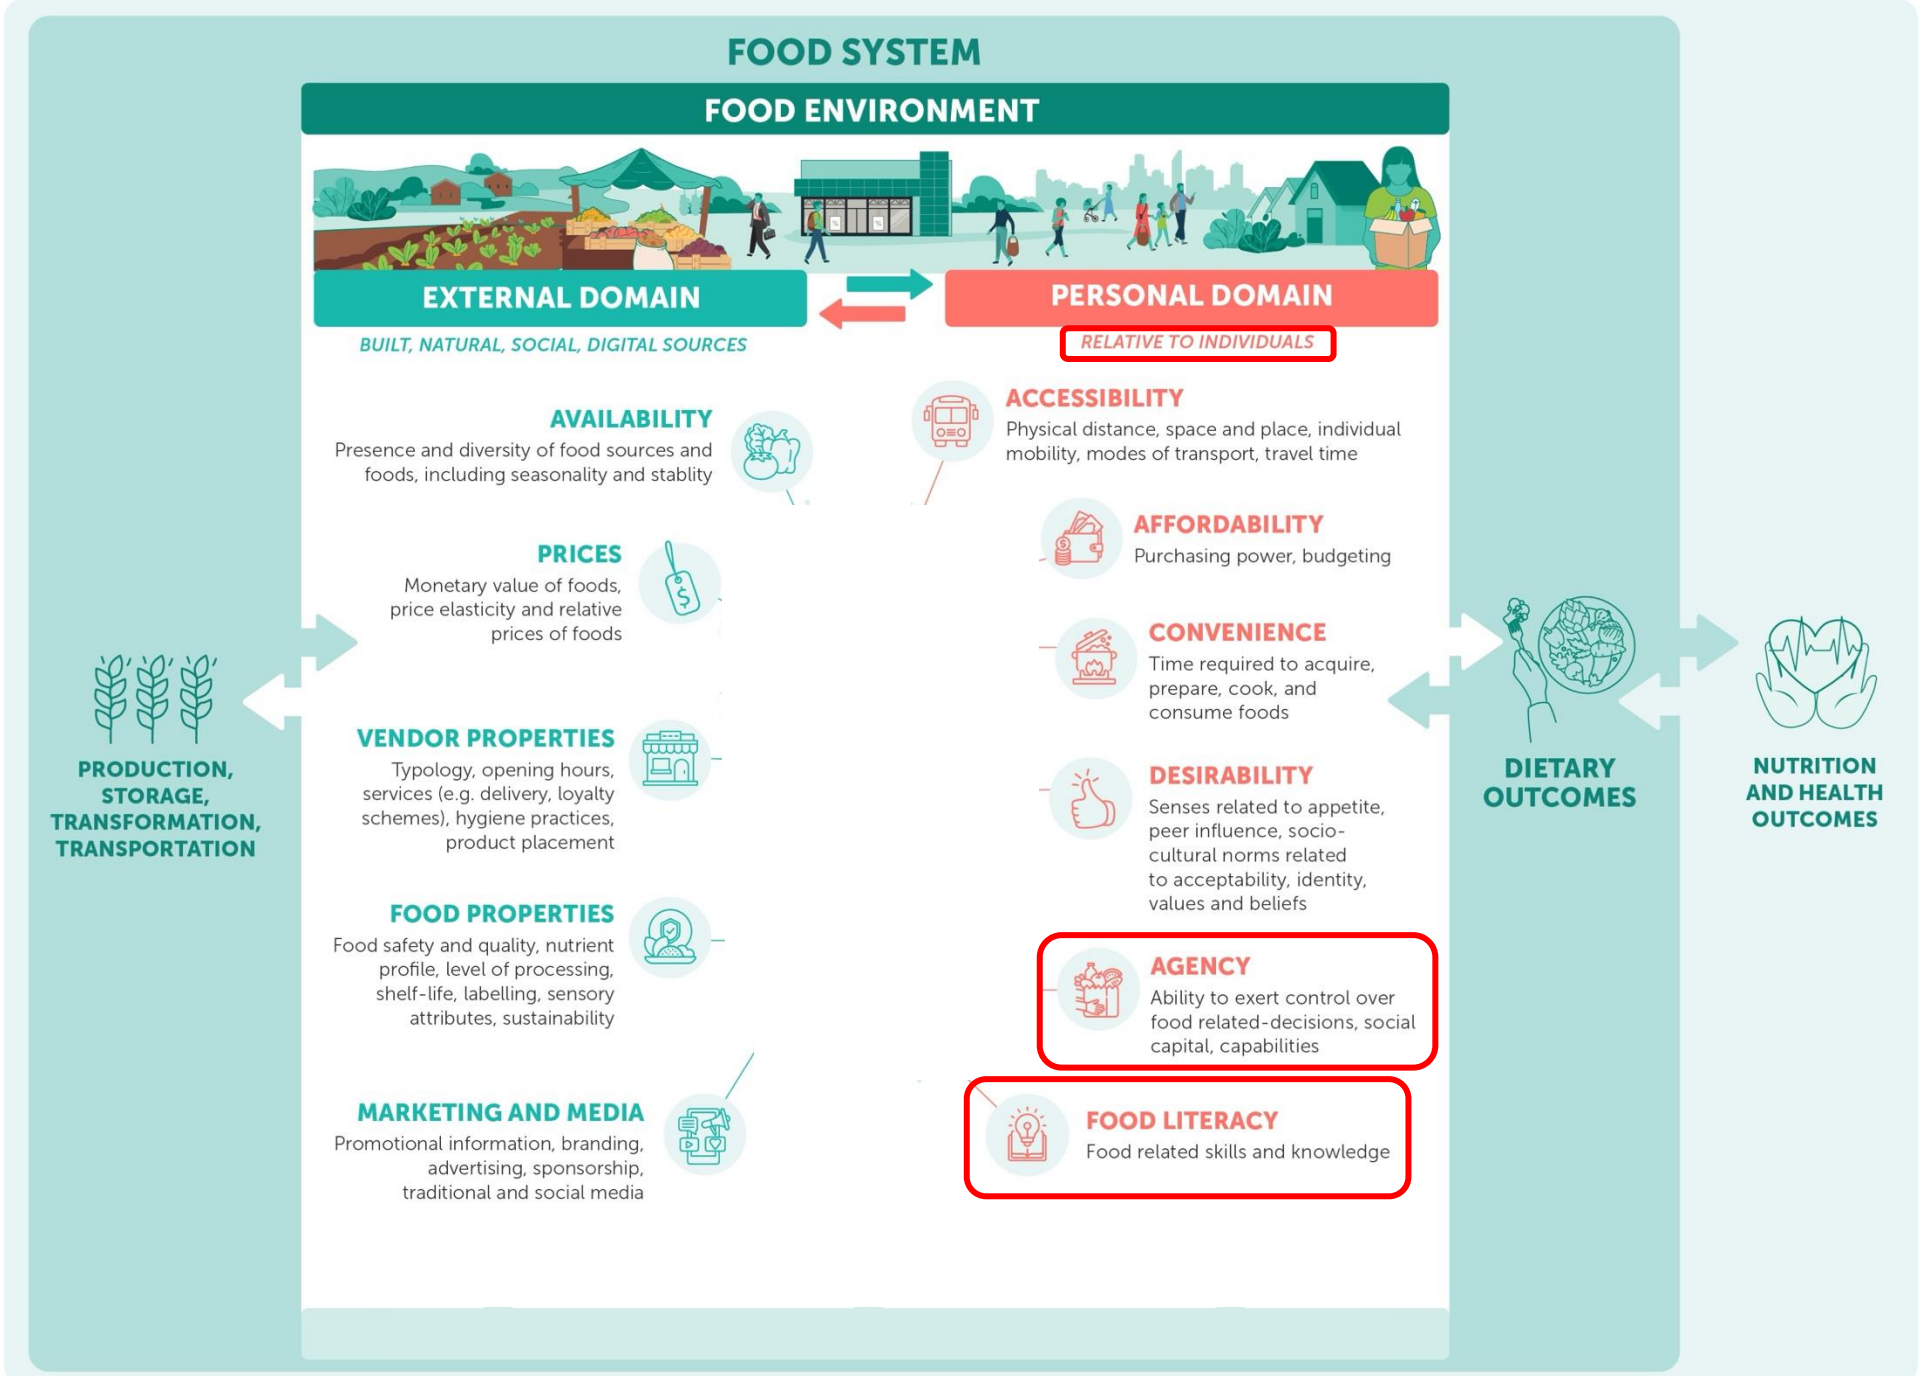 FOOD SYSTEM
FOOD ENVIRONMENT
EXTERNAL DOMAIN
BUILT, NATURAL, SOCIAL, DIGITAL SOURCES
AVAILABILITY
Presence and diversity of food sources and
foods, including seasonality and stablity
PRICES
Monetary value of foods,
price elasticity and relative
prices of foods
VENDOR PROPERTIES
Typology, opening hours,
services (e.g. delivery, loyalty
schemes), hygiene practices,
product placement
FOOD PROPERTIES
Food safety and quality, nutrient
profile, level of processing,
shelf-life, labelling, sensory
attributes, sustainability
MARKETING AND MEDIA
Promotional information, branding,
advertising, sponsorship,
traditional and social media
PERSONAL DOMAIN
RELATIVE TO INDIVIDUALS
ACCESSIBILITY
Physical distance, space and place, individual
mobility, modes of transport, travel time
AFFORDABILITY
Purchasing power, budgeting
CONVENIENCE
Time required to acquire,
prepare, cook, and
consume foods
DESIRABILITY
Senses related to appetite,
peer influence, socio-
cultural norms related
to acceptability, identity,
values and beliefs
AGENCY
Ability to exert control over
food related-decisions, social
capital, capabilities
FOOD LITERACY
Food related skills and knowledge
PRODUCTION,
STORAGE,
TRANSFORMATION,
TRANSPORTATION
DIETARY
OUTCOMES
NUTRITION
AND HEALTH
OUTCOMES